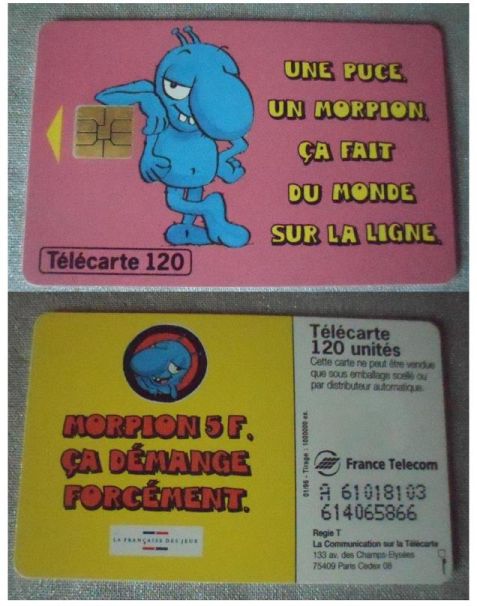 UNE PUCE,
UN MORPION,
ÇA FAIT
DU MONDE
SUR LA LIGNE.
Télécarte 120
MORPION 5 F,
ÇA DÉMANGE
FORCÉMENT.
LA FRANÇAISE DES JEUX
Télécarte
120 unités
Cette carte ne peut être vendue
que sous emballage scellé ou
par distributeur automatique.
01/96 - Tirage : 1000000 ex.
France Telecom
A 61018103
614065866
Regie T
La Communication sur la Télécarte
133 av. des Champs-Elysées
75409 Paris Cedex 08